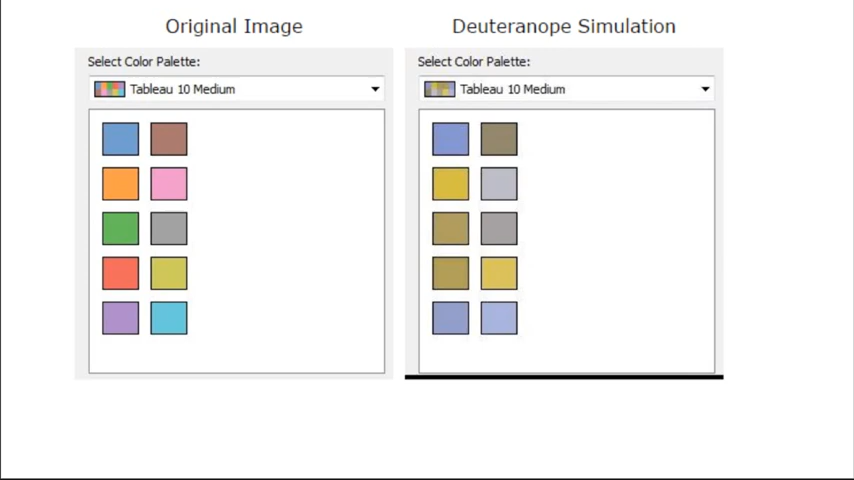 Original Image
Select Color Palette:
Tableau 10 Medium
Deuteranope Simulation
Select Color Palette:
Tableau 10 Medium